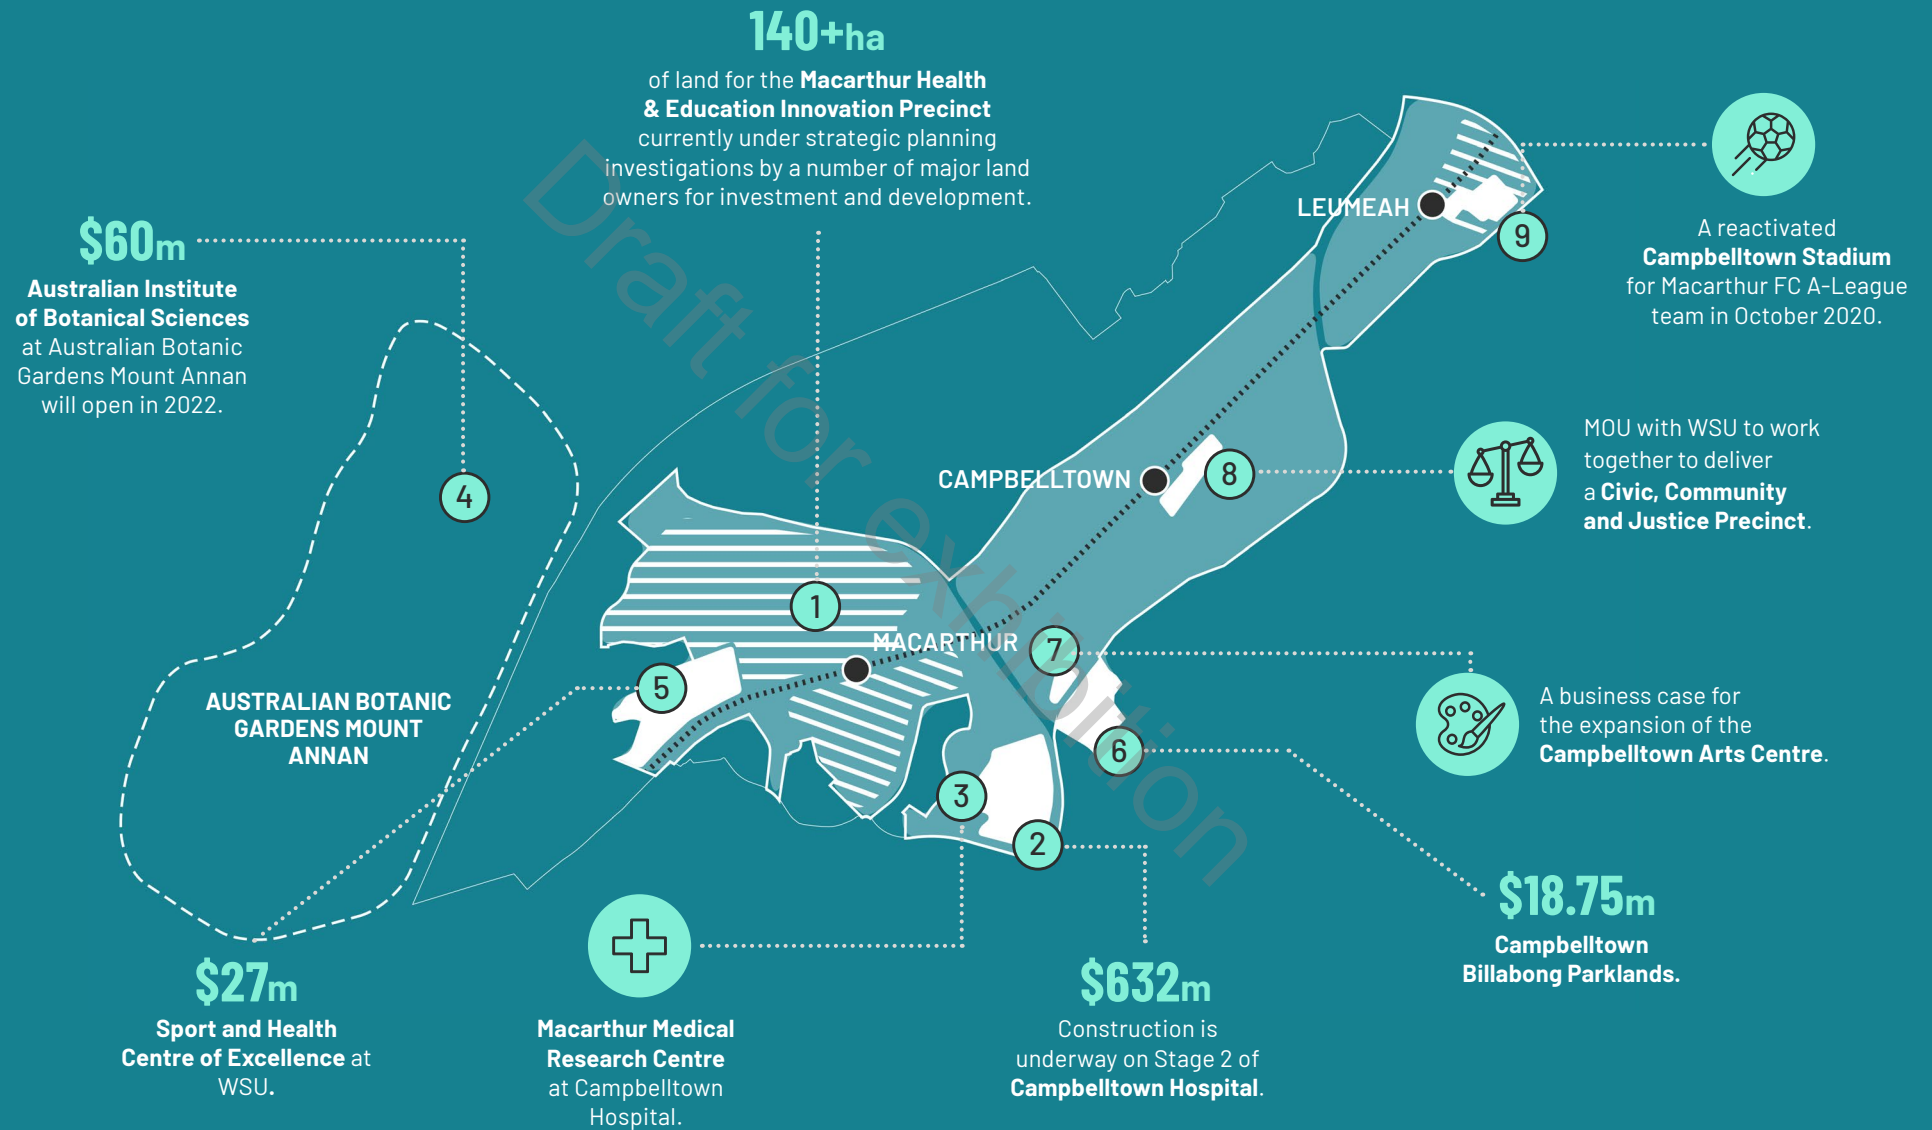 140+ha
of land for the Macarthur Health
& Education Innovation Precinct
currently under strategic planning
investigations by a number of major land
owners for investment and development.
$60m
Australian Institute
of Botanical Sciences
at Australian Botanic
Gardens Mount Annan
will open in 2022.
LEUMEAH
9
A reactivated
Campbelltown Stadium
for Macarthur FC A-League
team in October 2020.
4
CAMPBELLTOWN
8
MOU with WSU to work
together to deliver
a Civic, Community
and Justice Precinct.
1
MACARTHUR
7
5
AUSTRALIAN BOTANIC
GARDENS MOUNT
ANNAN
6
A business case for
the expansion of the
Campbelltown Arts Centre.
3
2
$18.75m
Campbelltown
Billabong Parklands.
$27m
Sport and Health
Centre of Excellence at
WSU.
Macarthur Medical
Research Centre
at Campbelltown
Hospital.
$632m
Construction is
underway on Stage 2 of
Campbelltown Hospital.
Draft for exhibition